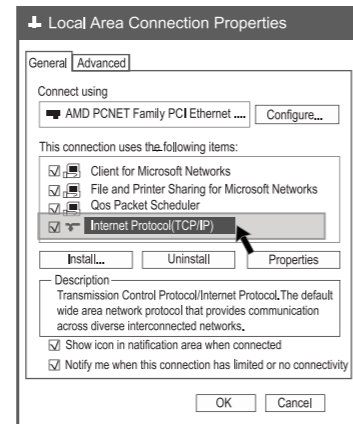 Local Area Connection Properties
General Advanced
Connect using
AMD PCNET Family PCI Ethernet .... Configure...
This connection uses the following items:
Client for Microsoft Networks
File and Printer Sharing for Microsoft Networks
Qos Packet Scheduler
Internet Protocol(TCP/IP)
Install... Uninstall Properties
Description
Transmission Control Protocol/Internet Protocol.The default
wide area network protocol that provides communication
across diverse interconnected networks.
Show icon in natification area when connected
Notify me when this connection has limited or no connectivity
OK Cancel